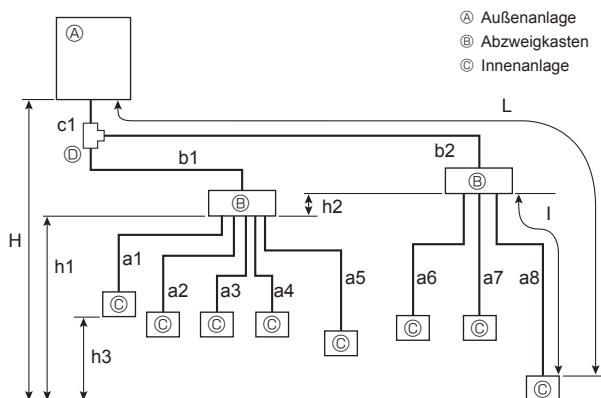 Ⓐ Außenanlage
Ⓑ Abzweigkasten
Ⓒ Innenanlage
Ⓐ
L
c1
Ⓓ
b1
b2
Ⓑ
Ⓑ
h2
l
H
h1
a1
a2
a3
a4
a5
a6
a7
a8
h3
Ⓒ
Ⓒ
Ⓒ
Ⓒ
Ⓒ
Ⓒ
Ⓒ
Ⓒ